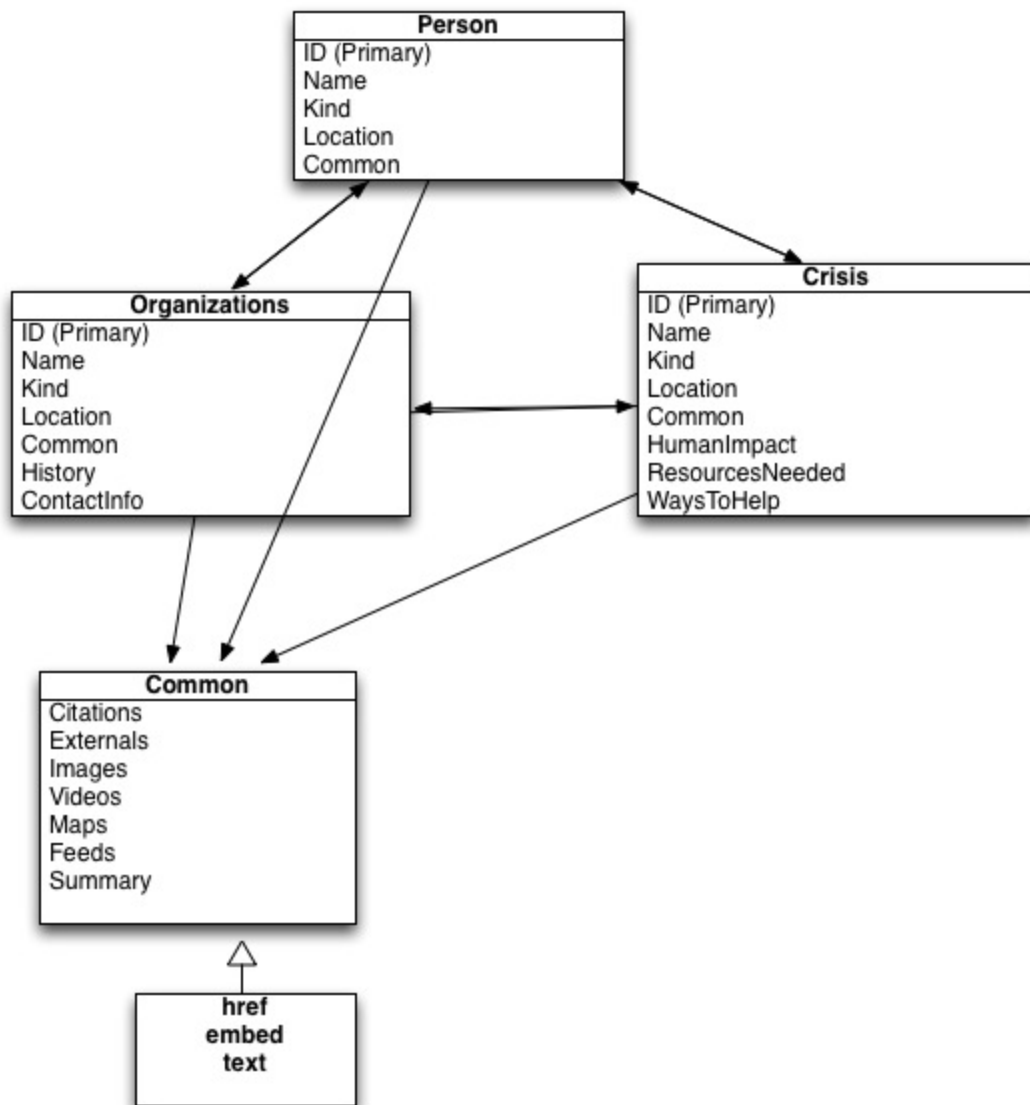 Person
ID (Primary)
Name
Kind
Location
Common
Organizations
ID (Primary)
Name
Kind
Location
Common
History
ContactInfo
Crisis
ID (Primary)
Name
Kind
Location
Common
HumanImpact
ResourcesNeeded
WaysToHelp
Common
Citations
Externals
Images
Videos
Maps
Feeds
Summary
href
embed
text